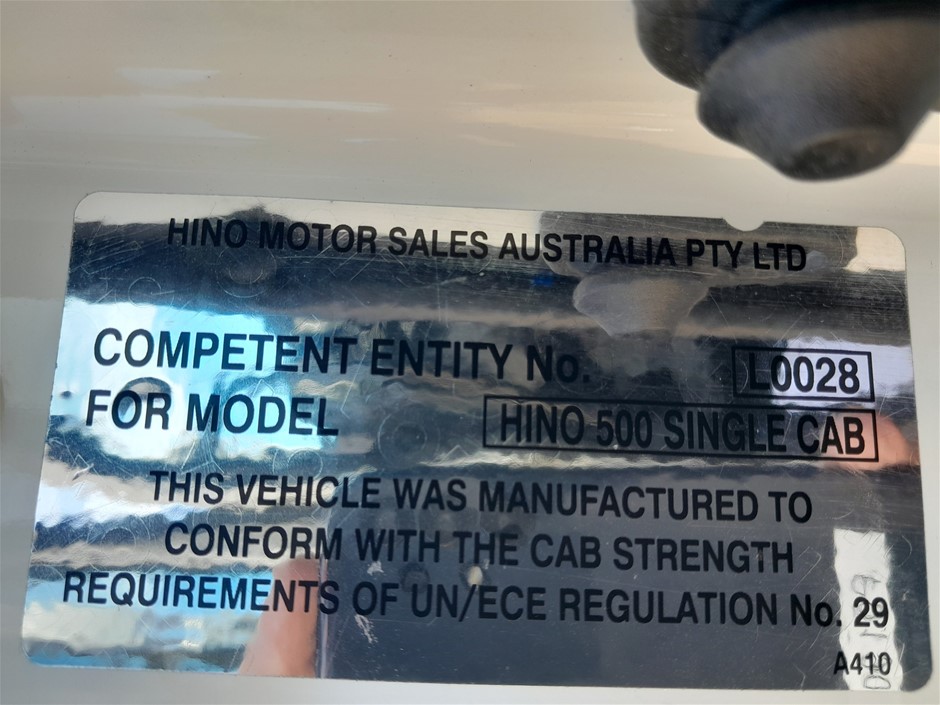 HINO MOTOR SALES AUSTRALIA PTY LTD
COMPETENT ENTITY No. L0028
FOR MODEL HINO 500 SINGLE CAB
THIS VEHICLE WAS MANUFACTURED TO
CONFORM WITH THE CAB STRENGTH
REQUIREMENTS OF UN/ECE REGULATION No. 29
A410